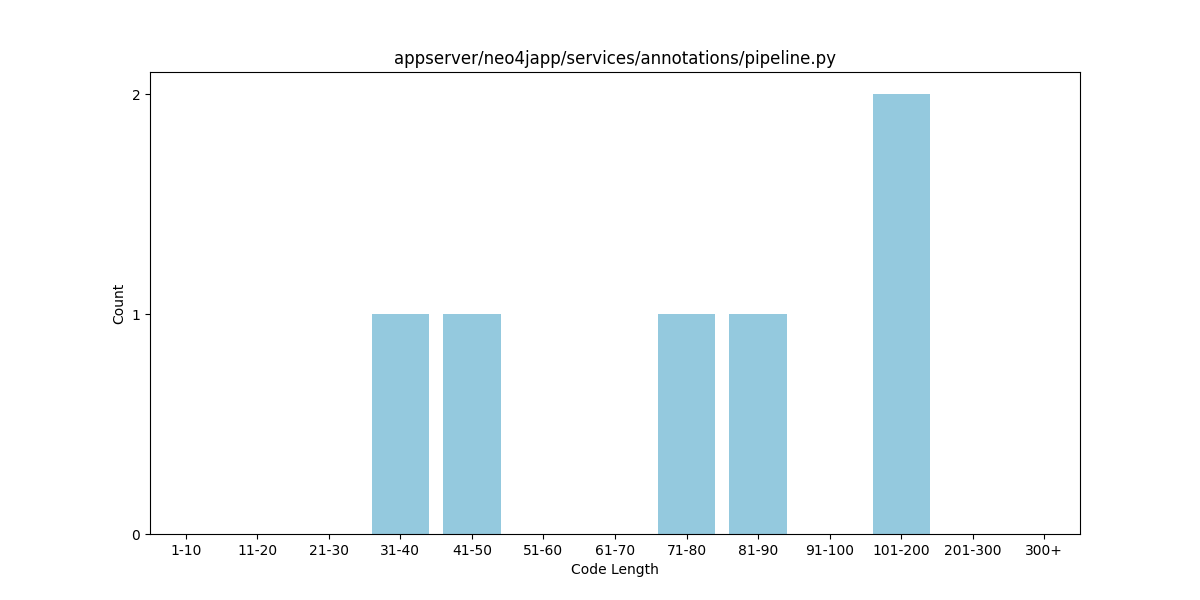 appserver/neo4japp/services/annotations/pipeline.py
2
1
0
Count
1-10 11-20 21-30 31-40 41-50 51-60 61-70 71-80 81-90 91-100 101-200 201-300 300+
Code Length